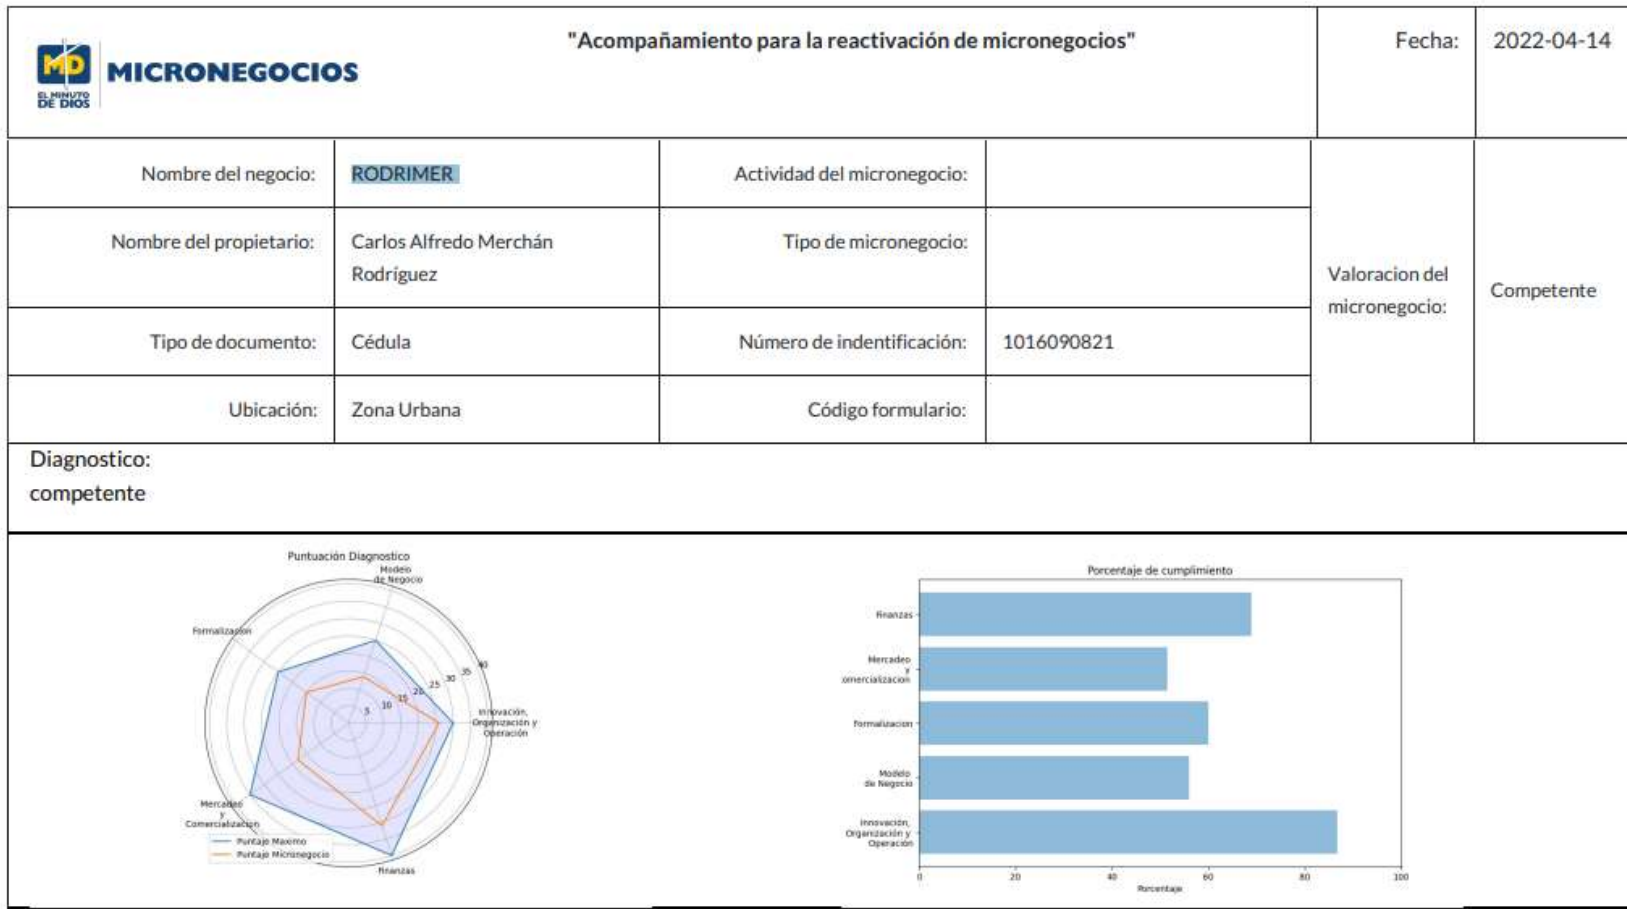 "Acompañamiento para la reactivación de micronegocios"
Fecha:
2022-04-14
MD
EL MINUTO
DE DIOS
MICRONEGOCIOS
Nombre del negocio:
RODRIMER
Actividad del micronegocio:
Nombre del propietario:
Carlos Alfredo Merchán
Rodríguez
Tipo de micronegocio:
Valoracion del
micronegocio:
Competente
Tipo de documento:
Cédula
Número de indentificación:
1016090821
Ubicación:
Zona Urbana
Código formulario:
Diagnostico:
competente
Puntuación Diagnostico
Modelo
de Negocio
Formalizacion
40
35
30
25
20
15
10
5
Innovación,
Organización y
Operación
Mercadeo
y
Comercializacion
Puntaje Maximo
Puntaje Micronegocio
Finanzas
Porcentaje de cumplimiento
Finanzas
Mercadeo
y
omercializacion
Formalizacion
Modelo
de Negocio
Innovación,
Organización y
Operación
0
20
40
60
80
100
Porcentaje